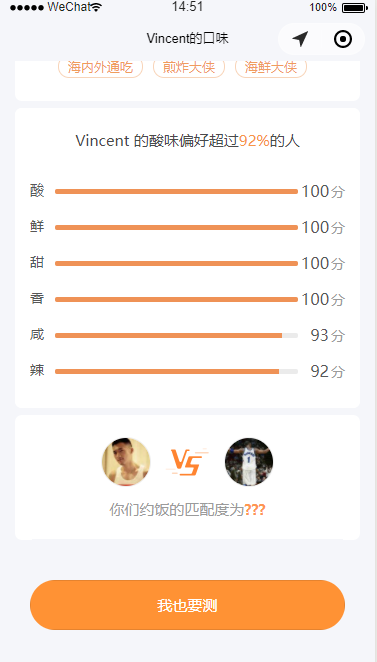 ●●●●● WeChat 14:51 100%
Vincent的口味
海内外通吃 煎炸大侠 海鲜大侠
Vincent 的酸味偏好超过92%的人
酸 100分
鲜 100分
甜 100分
香 100分
咸 93分
辣 92分
VS
你们约饭的匹配度为???
我也要测